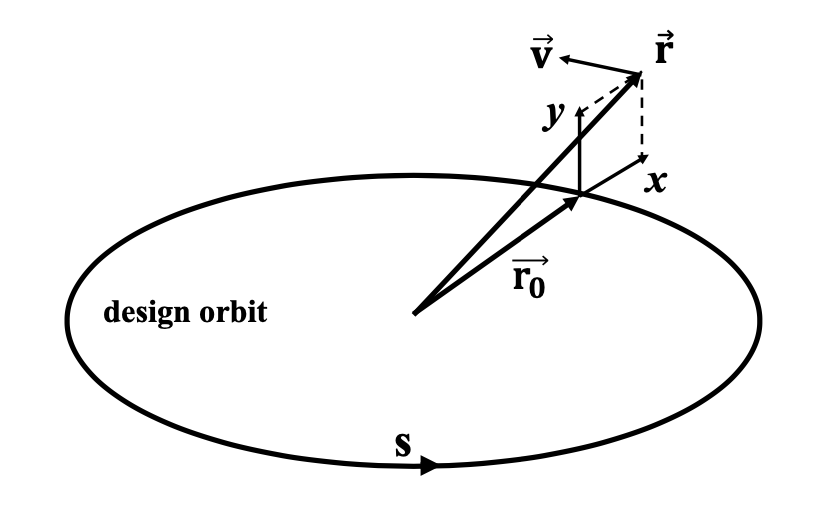 v⃗
r⃗
y
x
r₀⃗
design orbit
s